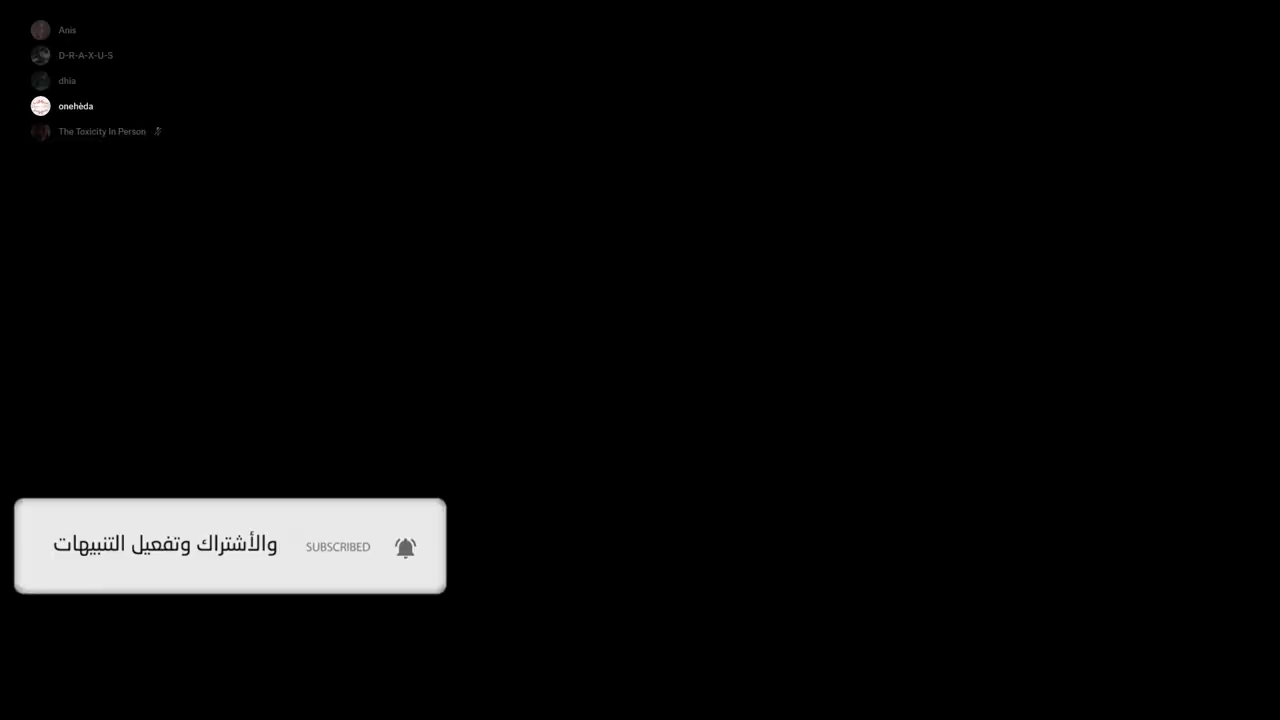 Anis
D-R-A-X-U-S
dhia
onehèda
The Toxicity In Person
والأشتراك وتفعيل التنبيهات
SUBSCRIBED